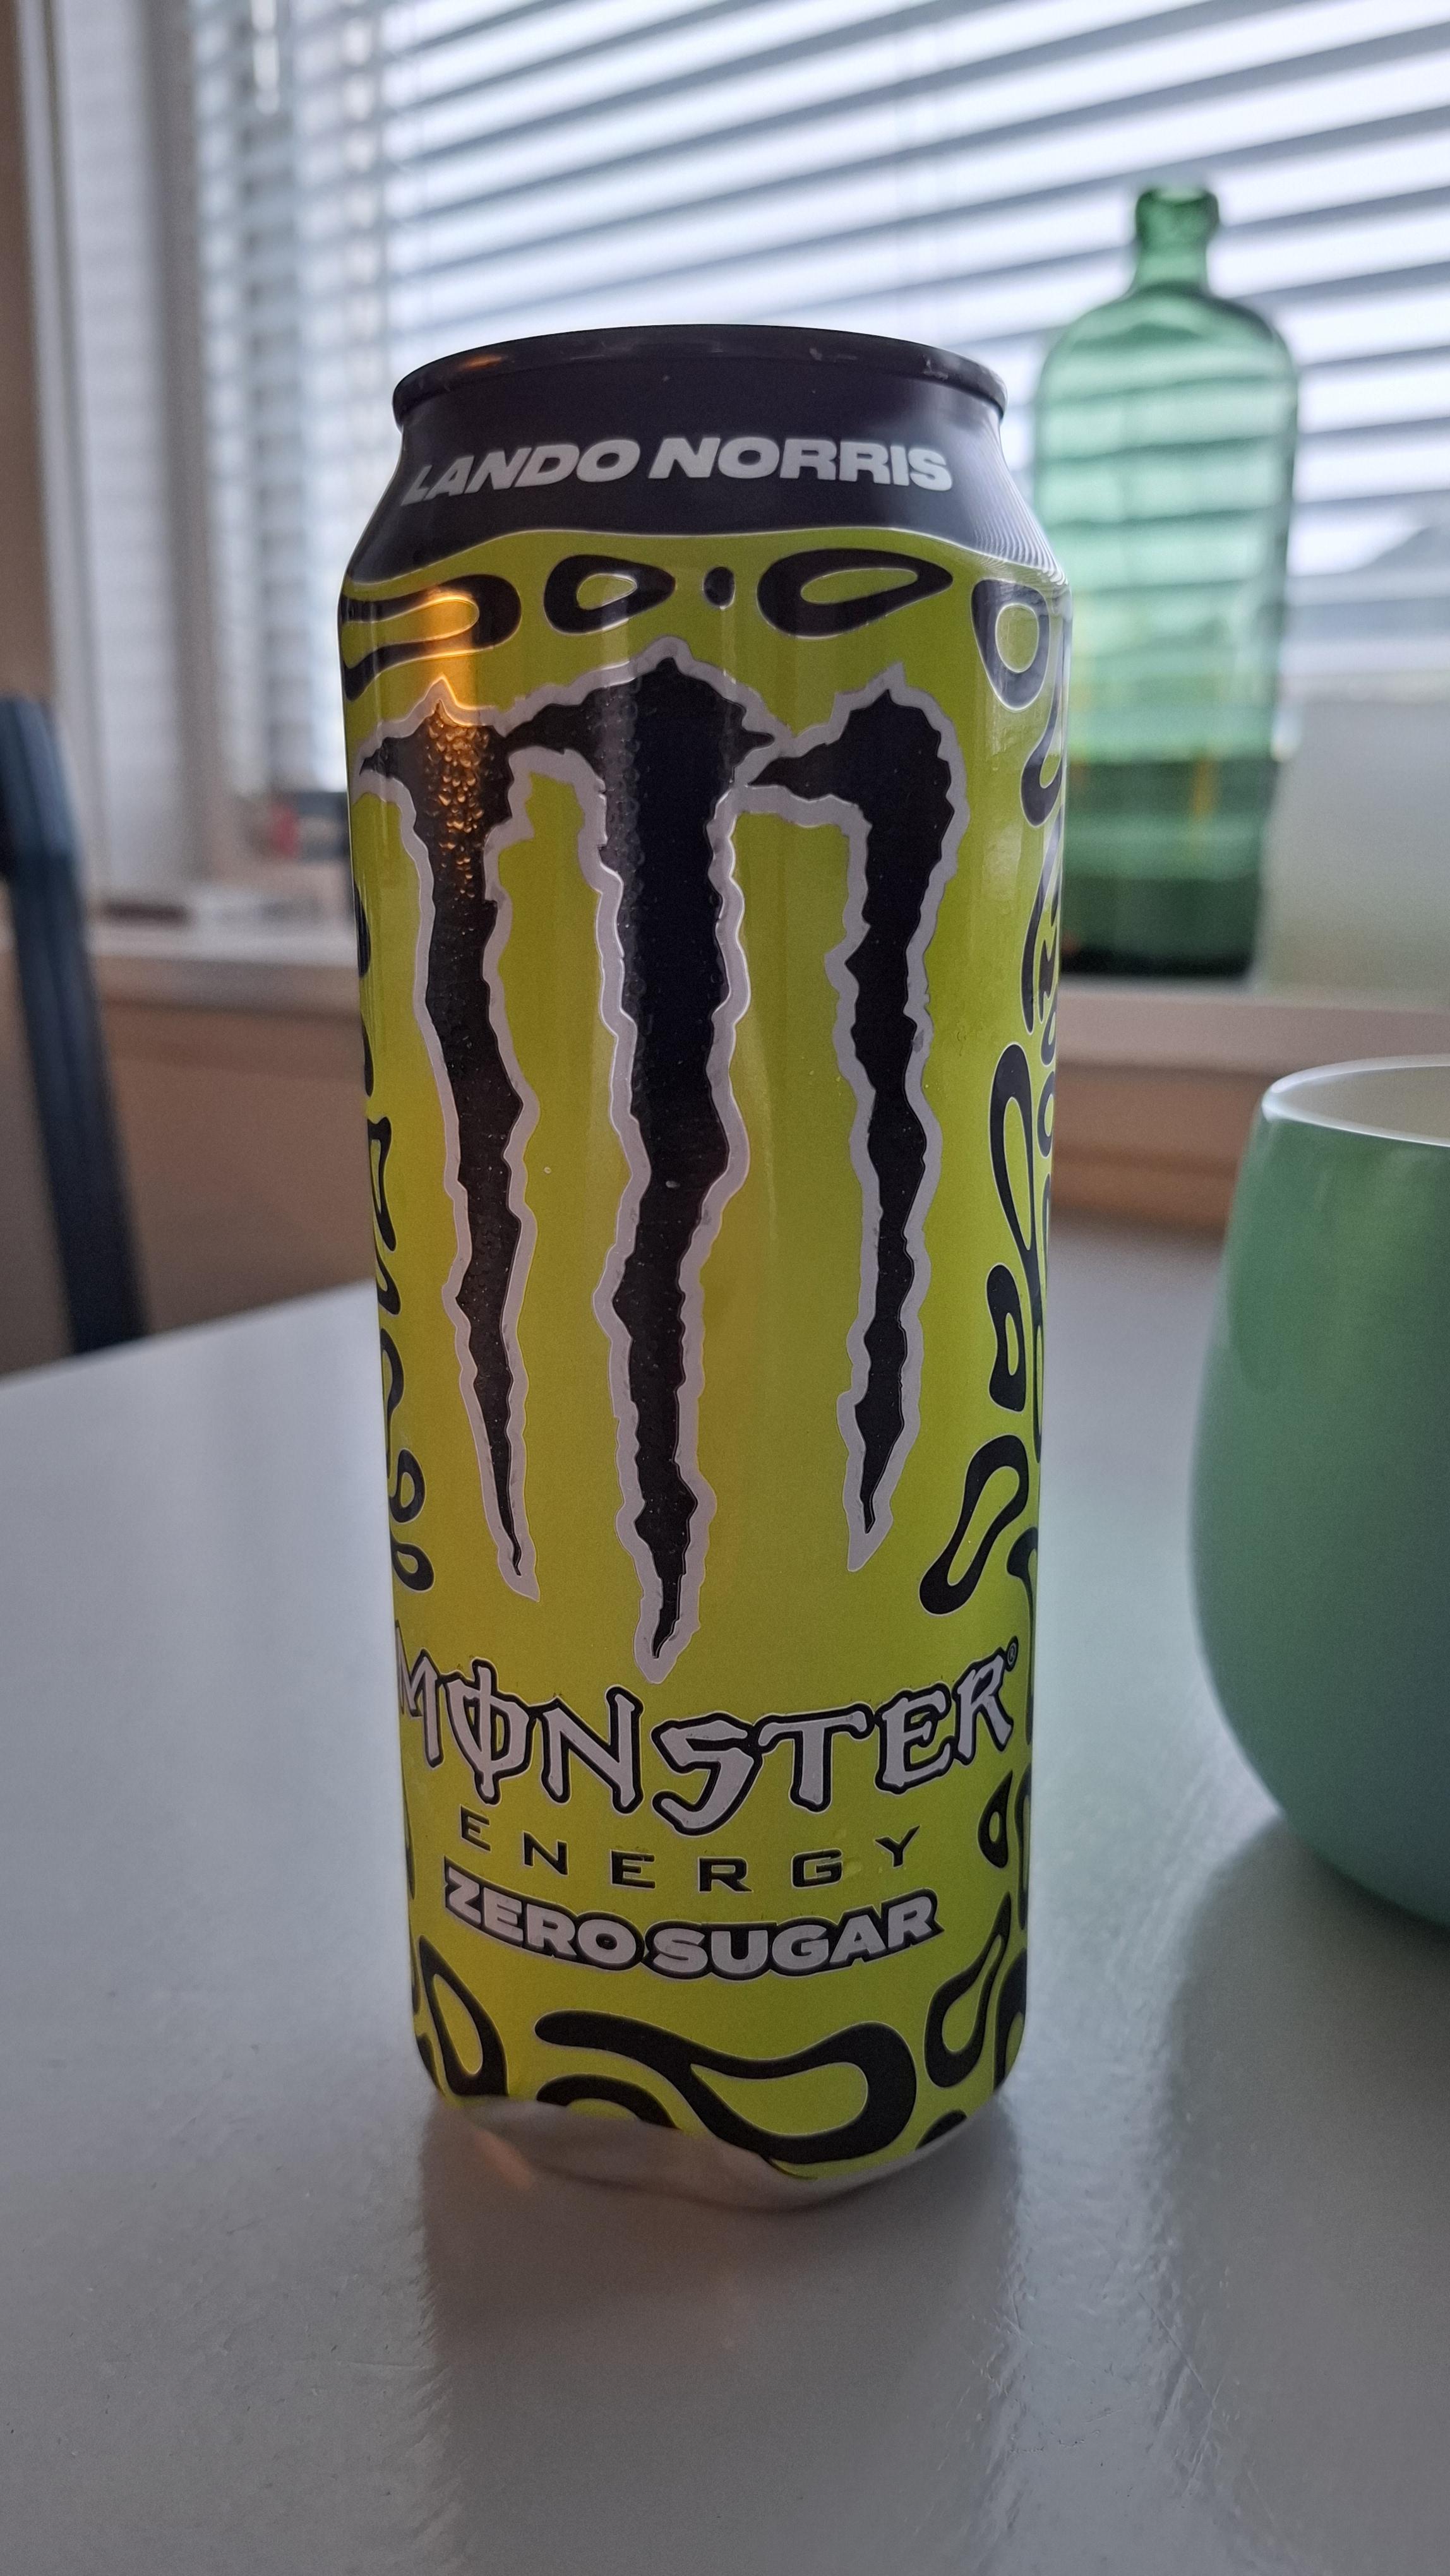 LANDO NORRIS
MONSTER®
ENERGY
ZERO SUGAR